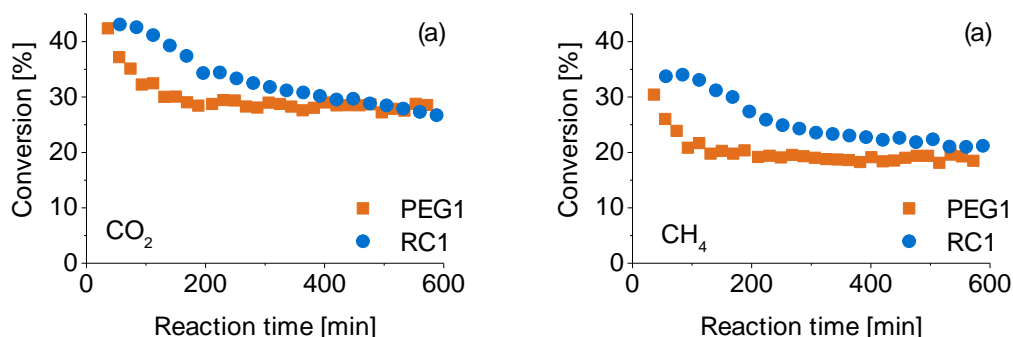 (a)
Conversion [%]
40
30
20
10
0
PEG1
RC1
CO₂
0 200 400 600
Reaction time [min]
(a)
Conversion [%]
40
30
20
10
0
PEG1
RC1
CH₄
0 200 400 600
Reaction time [min]